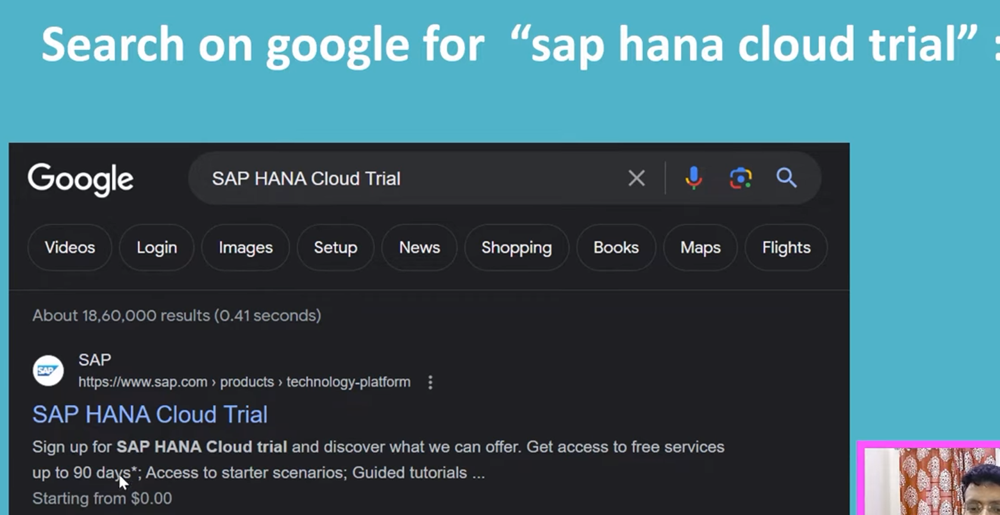 Search on google for “sap hana cloud trial” :
Google
SAP HANA Cloud Trial
Videos Login Images Setup News Shopping Books Maps Flights
About 18,60,000 results (0.41 seconds)
SAP
SAP
https://www.sap.com › products › technology-platform
SAP HANA Cloud Trial
Sign up for SAP HANA Cloud trial and discover what we can offer. Get access to free services
up to 90 days*; Access to starter scenarios; Guided tutorials ...
Starting from $0.00